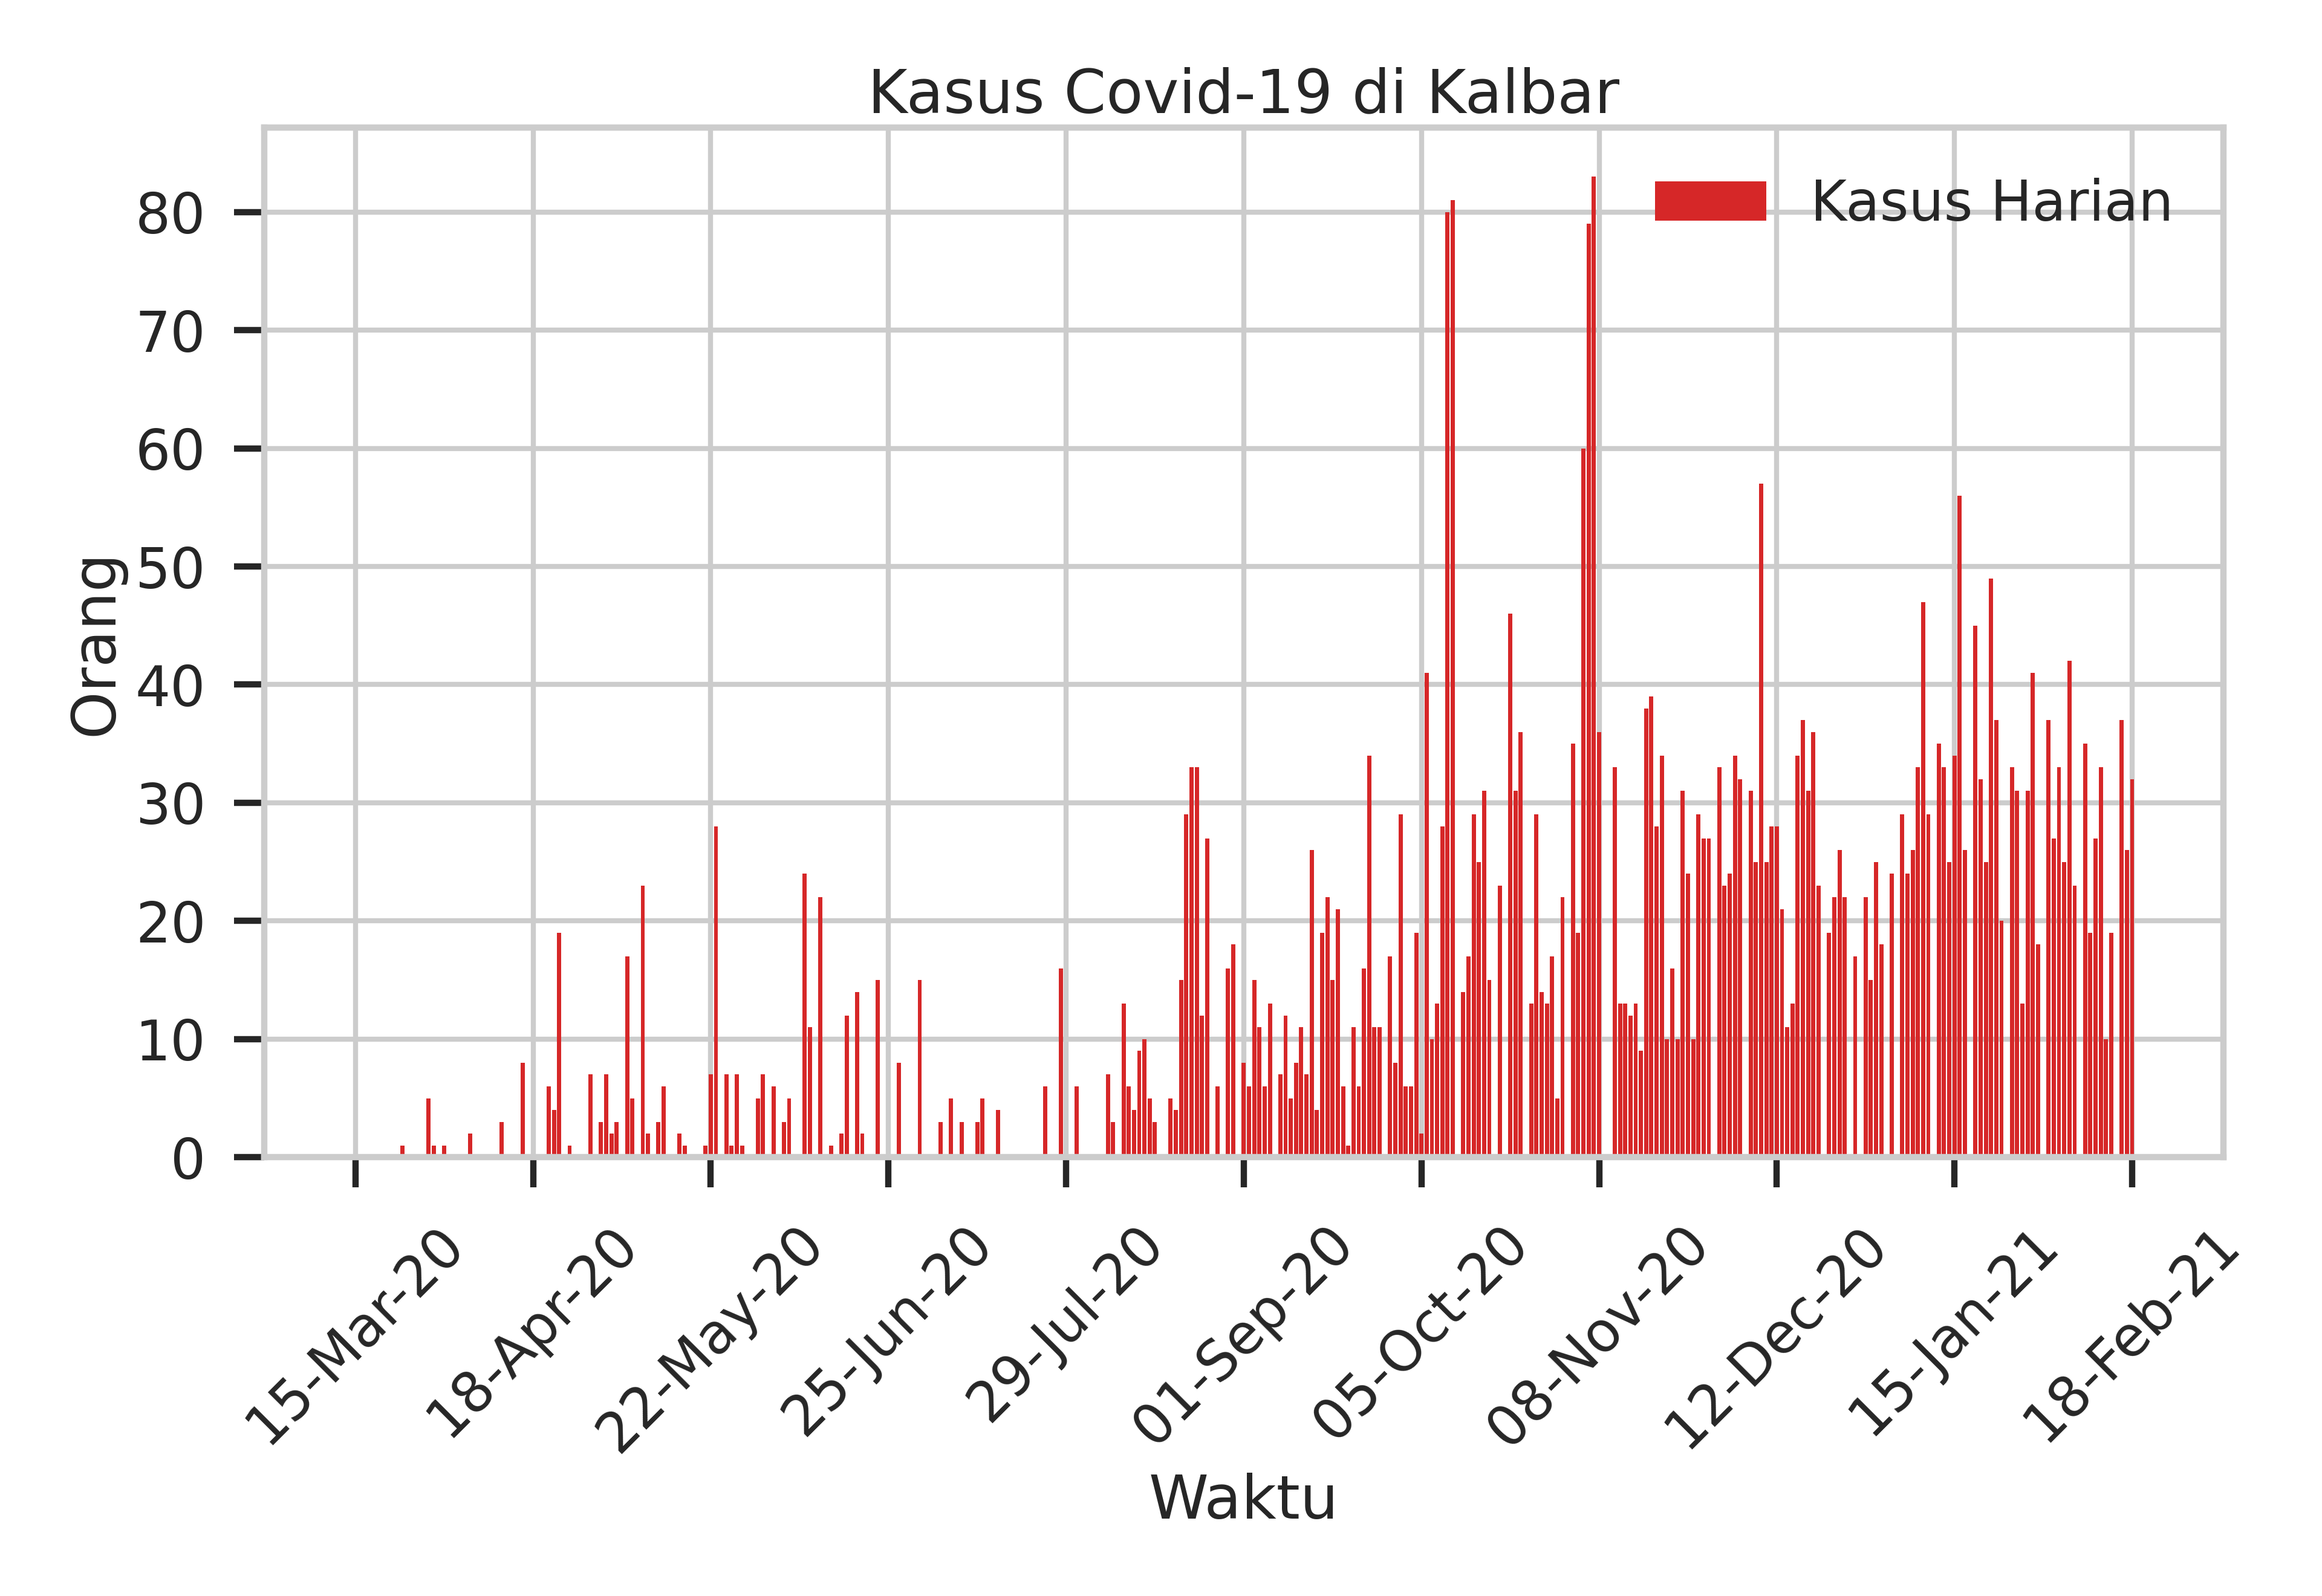 Kasus Covid-19 di Kalbar
Kasus Harian
Orang
80
70
60
50
40
30
20
10
0
15-Mar-20
18-Apr-20
22-May-20
25-Jun-20
29-Jul-20
01-Sep-20
05-Oct-20
08-Nov-20
12-Dec-20
15-Jan-21
18-Feb-21
Waktu